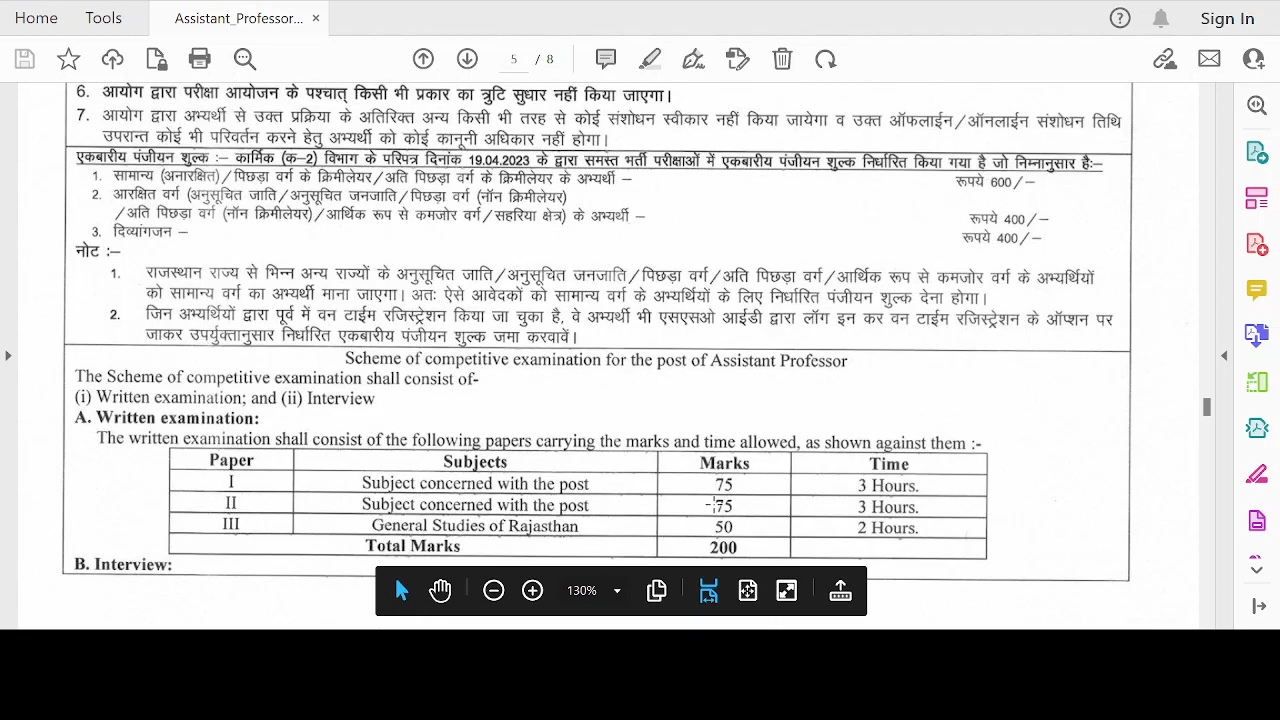 Home Tools Assistant_Professor... × Sign In
5 / 8
6. आयोग द्वारा परीक्षा आयोजन के पश्चात् किसी भी प्रकार का त्रुटि सुधार नहीं किया जाएगा।
7. आयोग द्वारा अभ्यर्थी से उक्त प्रक्रिया के अतिरिक्त अन्य किसी भी तरह से कोई संशोधन स्वीकार नहीं किया जायेगा व उक्त ऑफलाईन/ऑनलाईन संशोधन तिथि
उपरान्त कोई भी परिवर्तन करने हेतु अभ्यर्थी को कोई कानूनी अधिकार नहीं होगा।
एकबारीय पंजीयन शुल्क :– कार्मिक (क–2) विभाग के परिपत्र दिनांक 19.04.2023 के द्वारा समस्त भर्ती परीक्षाओं में एकबारीय पंजीयन शुल्क निर्धारित किया गया है जो निम्नानुसार हैः–
1. सामान्य (अनारक्षित)/पिछड़ा वर्ग के क्रिमीलेयर/अति पिछड़ा वर्ग के क्रिमीलेयर के अभ्यर्थी – रूपये 600/–
2. आरक्षित वर्ग (अनुसूचित जाति/अनुसूचित जनजाति/पिछड़ा वर्ग (नॉन क्रिमीलेयर)
/अति पिछड़ा वर्ग (नॉन क्रिमीलेयर)/आर्थिक रूप से कमजोर वर्ग/सहरिया क्षेत्र) के अभ्यर्थी – रूपये 400/–
3. दिव्यांगजन – रूपये 400/–
नोट :–
1. राजस्थान राज्य से भिन्न अन्य राज्यों के अनुसूचित जाति/अनुसूचित जनजाति/पिछड़ा वर्ग/अति पिछड़ा वर्ग/आर्थिक रूप से कमजोर वर्ग के अभ्यर्थियों
को सामान्य वर्ग का अभ्यर्थी माना जाएगा। अतः ऐसे आवेदकों को सामान्य वर्ग के अभ्यर्थियों के लिए निर्धारित पंजीयन शुल्क देना होगा।
2. जिन अभ्यर्थियों द्वारा पूर्व में वन टाईम रजिस्ट्रेशन किया जा चुका है, वे अभ्यर्थी भी एसएसओ आईडी द्वारा लॉग इन कर वन टाईम रजिस्ट्रेशन के ऑप्शन पर
जाकर उपर्युक्तानुसार निर्धारित एकबारीय पंजीयन शुल्क जमा करवावें।
Scheme of competitive examination for the post of Assistant Professor
The Scheme of competitive examination shall consist of-
(i) Written examination; and (ii) Interview
A. Written examination:
The written examination shall consist of the following papers carrying the marks and time allowed, as shown against them :-
Paper Subjects Marks Time
I Subject concerned with the post 75 3 Hours.
II Subject concerned with the post 75 3 Hours.
III General Studies of Rajasthan 50 2 Hours.
Total Marks 200
B. Interview:
130%